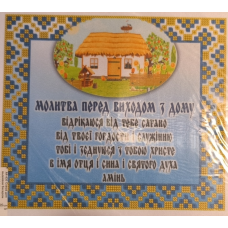 МОЛИТВА ПЕРЕД ВИХОДОМ З ДОМУ
ВІДРІКАЮСЯ ВІД ТЕБЕ САТАНО
ВІД ТВОЄЇ ГОРДОСТІ І СЛУЖІННЮ
ТОБІ І ЄДНУЮСЯ З ТОБОЮ ХРИСТЕ
В ІМЯ ОТЦЯ І СИНА І СВЯТОГО ДУХА
АМІНЬ